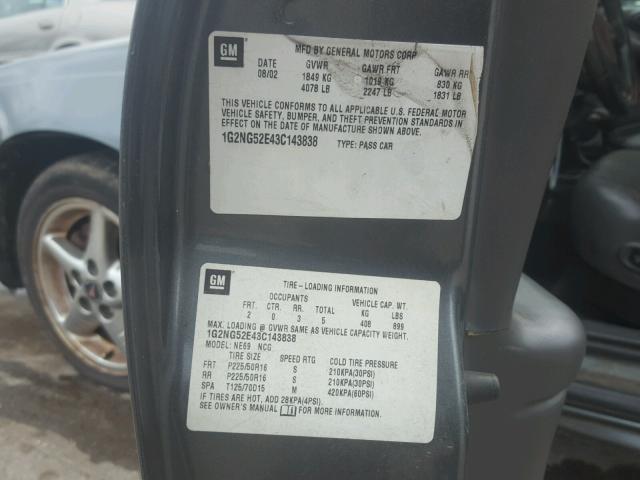 GM
MFD BY GENERAL MOTORS CORP
DATE GVWR GAWR FRT GAWR RR
08/02 1849 KG 1019 KG 830 KG
4078 LB 2247 LB 1831 LB
THIS VEHICLE CONFORMS TO ALL APPLICABLE U.S. FEDERAL MOTOR
VEHICLE SAFETY, BUMPER, AND THEFT PREVENTION STANDARDS IN
EFFECT ON THE DATE OF MANUFACTURE SHOWN ABOVE.
1G2NG52E43C143838 TYPE: PASS CAR
GM
TIRE-LOADING INFORMATION
OCCUPANTS VEHICLE CAP. WT.
FRT. CTR. RR. TOTAL KG LBS
2 0 3 5 408 899
MAX. LOADING @ GVWR SAME AS VEHICLE CAPACITY WEIGHT.
1G2NG52E43C143838
MODEL: NE69 NCG
TIRE SIZE SPEED RTG COLD TIRE PRESSURE
FRT P225/50R16 S 210KPA(30PSI)
RR P225/50R16 S 210KPA(30PSI)
SPA T125/70D15 M 420KPA(60PSI)
IF TIRES ARE HOT, ADD 28KPA(4PSI).
SEE OWNER'S MANUAL i FOR MORE INFORMATION.